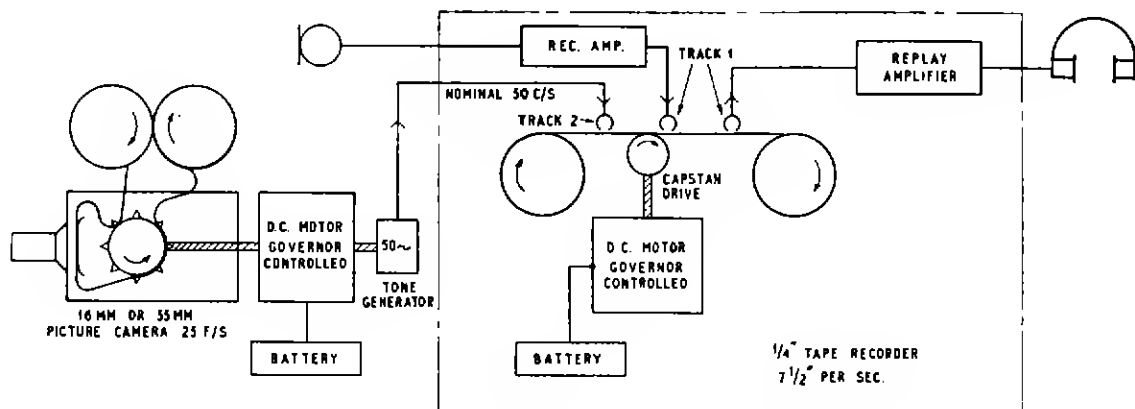 REC. AMP.
TRACK 1
REPLAY
AMPLIFIER
NOMINAL 50 C/S
TRACK 2
CAPSTAN
DRIVE
D.C. MOTOR
GOVERNOR
CONTROLLED
50~
TONE
GENERATOR
D.C. MOTOR
GOVERNOR
CONTROLLED
16 MM OR 35MM
PICTURE CAMERA 25 F/S
BATTERY
BATTERY
1/4" TAPE RECORDER
7 1/2" PER SEC.